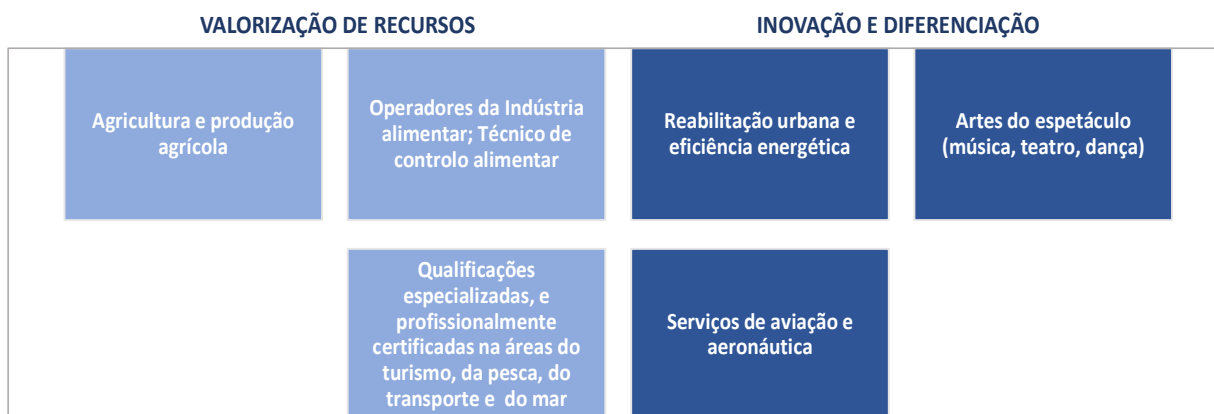 VALORIZAÇÃO DE RECURSOS
INOVAÇÃO E DIFERENCIAÇÃO
Agricultura e produção
agrícola
Operadores da Indústria
alimentar; Técnico de
controlo alimentar
Reabilitação urbana e
eficiência energética
Artes do espetáculo
(música, teatro, dança)
Qualificações
especializadas, e
profissionalmente
certificadas na áreas do
turismo, da pesca, do
transporte e do mar
Serviços de aviação e
aeronáutica